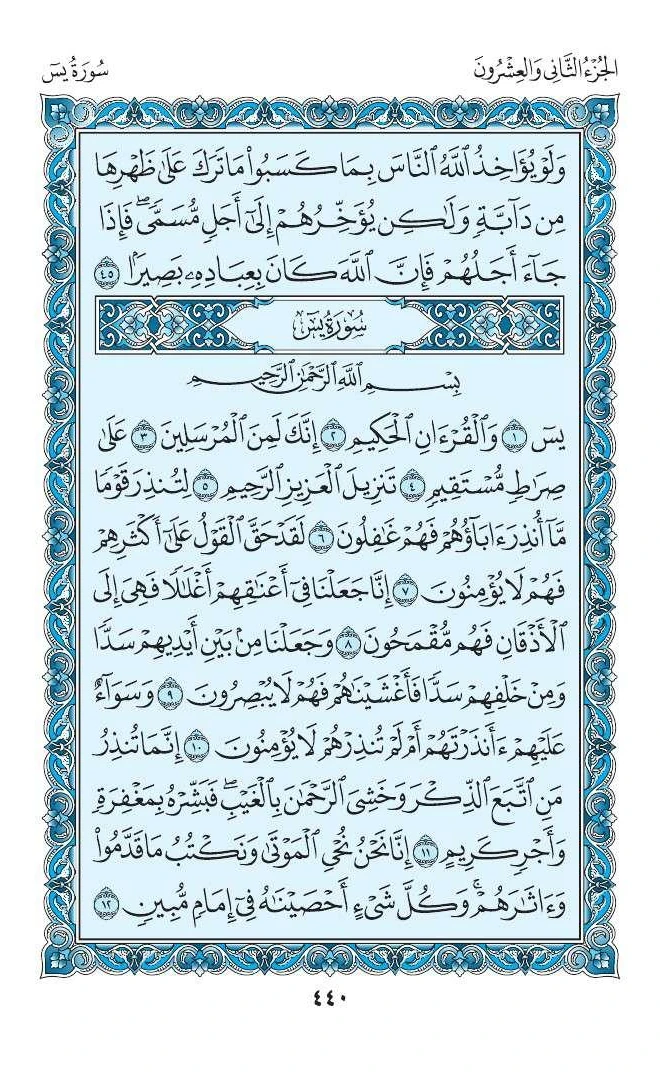 الجُزْءُ الثَّانِي وَالعِشْرُونَ
سُورَةُ يسٓ
وَلَوْ يُؤَاخِذُ ٱللَّهُ ٱلنَّاسَ بِمَا كَسَبُوا۟ مَا تَرَكَ عَلَىٰ ظَهْرِهَا
مِن دَآبَّةٍ وَلَٰكِن يُؤَخِّرُهُمْ إِلَىٰٓ أَجَلٍ مُّسَمًّى ۖ فَإِذَا
جَآءَ أَجَلُهُمْ فَإِنَّ ٱللَّهَ كَانَ بِعِبَادِهِۦ بَصِيرًۢا ٤٥
سُورَةُ يسٓ
بِسْمِ ٱللَّهِ ٱلرَّحْمَٰنِ ٱلرَّحِيمِ
يسٓ ١ وَٱلْقُرْءَانِ ٱلْحَكِيمِ ٢ إِنَّكَ لَمِنَ ٱلْمُرْسَلِينَ ٣ عَلَىٰ
صِرَٰطٍ مُّسْتَقِيمٍ ٤ تَنزِيلَ ٱلْعَزِيزِ ٱلرَّحِيمِ ٥ لِتُنذِرَ قَوْمًا
مَّآ أُنذِرَ ءَابَآؤُهُمْ فَهُمْ غَٰفِلُونَ ٦ لَقَدْ حَقَّ ٱلْقَوْلُ عَلَىٰٓ أَكْثَرِهِمْ
فَهُمْ لَا يُؤْمِنُونَ ٧ إِنَّا جَعَلْنَا فِىٓ أَعْنَٰقِهِمْ أَغْلَٰلًا فَهِىَ إِلَى
ٱلْأَذْقَانِ فَهُم مُّقْمَحُونَ ٨ وَجَعَلْنَا مِنۢ بَيْنِ أَيْدِيهِمْ سَدًّا
وَمِنْ خَلْفِهِمْ سَدًّا فَأَغْشَيْنَٰهُمْ فَهُمْ لَا يُبْصِرُونَ ٩ وَسَوَآءٌ
عَلَيْهِمْ ءَأَنذَرْتَهُمْ أَمْ لَمْ تُنذِرْهُمْ لَا يُؤْمِنُونَ ١٠ إِنَّمَا تُنذِرُ
مَنِ ٱتَّبَعَ ٱلذِّكْرَ وَخَشِىَ ٱلرَّحْمَٰنَ بِٱلْغَيْبِ ۖ فَبَشِّرْهُ بِمَغْفِرَةٍ
وَأَجْرٍ كَرِيمٍ ١١ إِنَّا نَحْنُ نُحْىِ ٱلْمَوْتَىٰ وَنَكْتُبُ مَا قَدَّمُوا۟
وَءَاثَٰرَهُمْ ۚ وَكُلَّ شَىْءٍ أَحْصَيْنَٰهُ فِىٓ إِمَامٍ مُّبِينٍ ١٢
٤٤٠